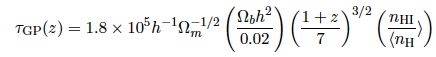 τ_GP(z) = 1.8 × 10^5 h^{-1} Ω_m^{-1/2} (Ω_b h^2 / 0.02) ((1 + z) / 7)^{3/2} (n_HI / ⟨n_H ⟩)